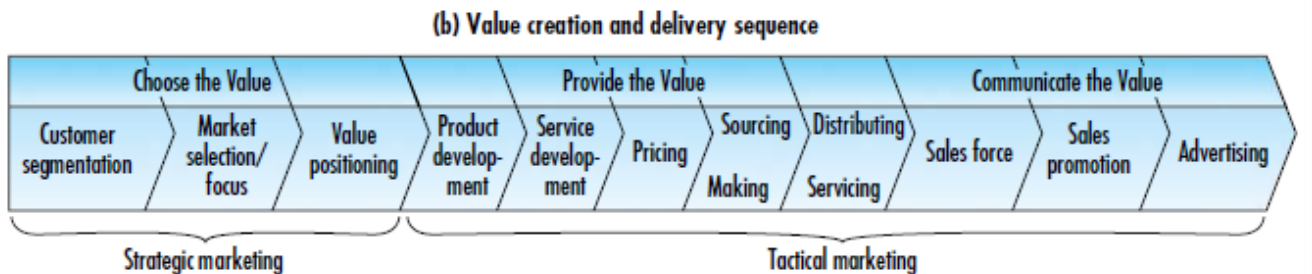 (b) Value creation and delivery sequence
Choose the Value
Provide the Value
Communicate the Value
Customer
segmentation
Market
selection/
focus
Value
positioning
Product
develop-
ment
Service
develop-
ment
Pricing
Sourcing
Making
Distributing
Servicing
Sales force
Sales
promotion
Advertising
Strategic marketing
Tactical marketing